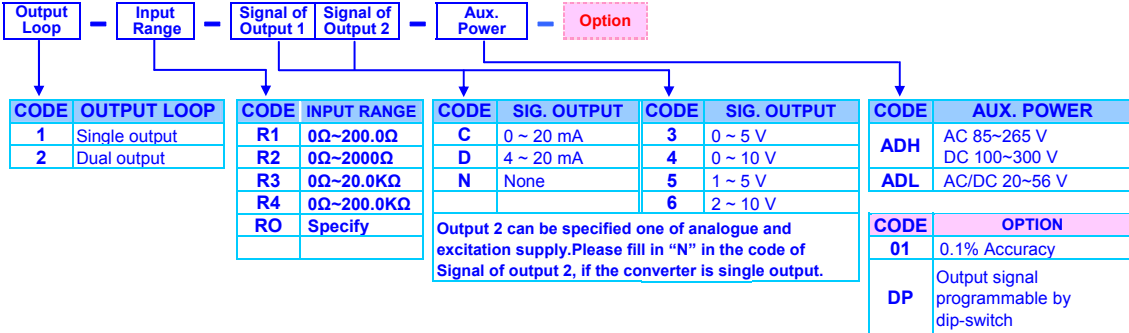 Output Loop
Input Range
Signal of Output 1
Signal of Output 2
Aux. Power
Option
CODE OUTPUT LOOP
1 Single output
2 Dual output
CODE INPUT RANGE
R1 0Ω~200.0Ω
R2 0Ω~2000Ω
R3 0Ω~20.0KΩ
R4 0Ω~200.0KΩ
RO Specify
CODE SIG. OUTPUT CODE SIG. OUTPUT
C 0 ~ 20 mA 3 0 ~ 5 V
D 4 ~ 20 mA 4 0 ~ 10 V
N None 5 1 ~ 5 V
6 2 ~ 10 V
Output 2 can be specified one of analogue and
excitation supply.Please fill in “N” in the code of
Signal of output 2, if the converter is single output.
CODE AUX. POWER
ADH AC 85~265 V
DC 100~300 V
ADL AC/DC 20~56 V
CODE OPTION
01 0.1% Accuracy
DP Output signal
programmable by
dip-switch